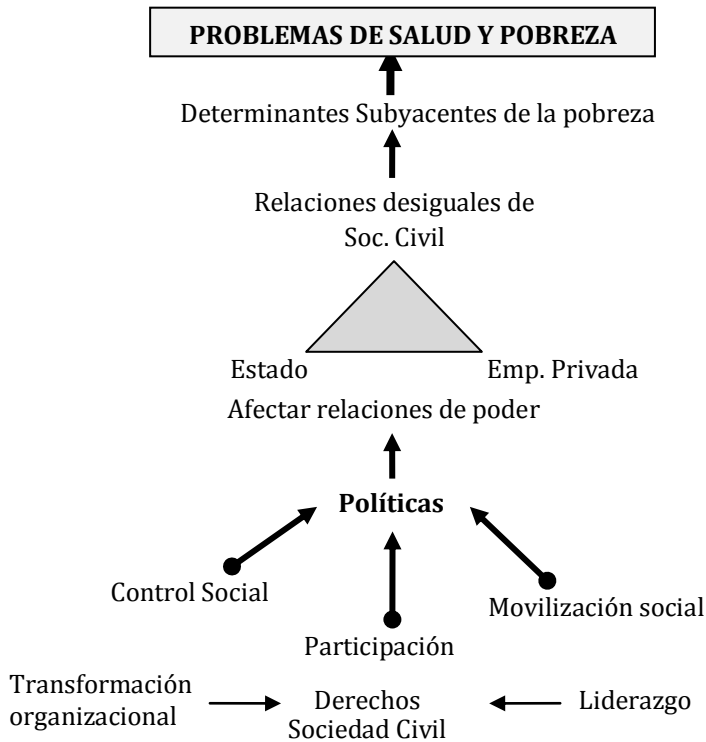 PROBLEMAS DE SALUD Y POBREZA
Determinantes Subyacentes de la pobreza
Relaciones desiguales de
Soc. Civil
Estado
Emp. Privada
Afectar relaciones de poder
Políticas
Control Social
Movilización social
Participación
Transformación
organizacional
Derechos
Sociedad Civil
Liderazgo